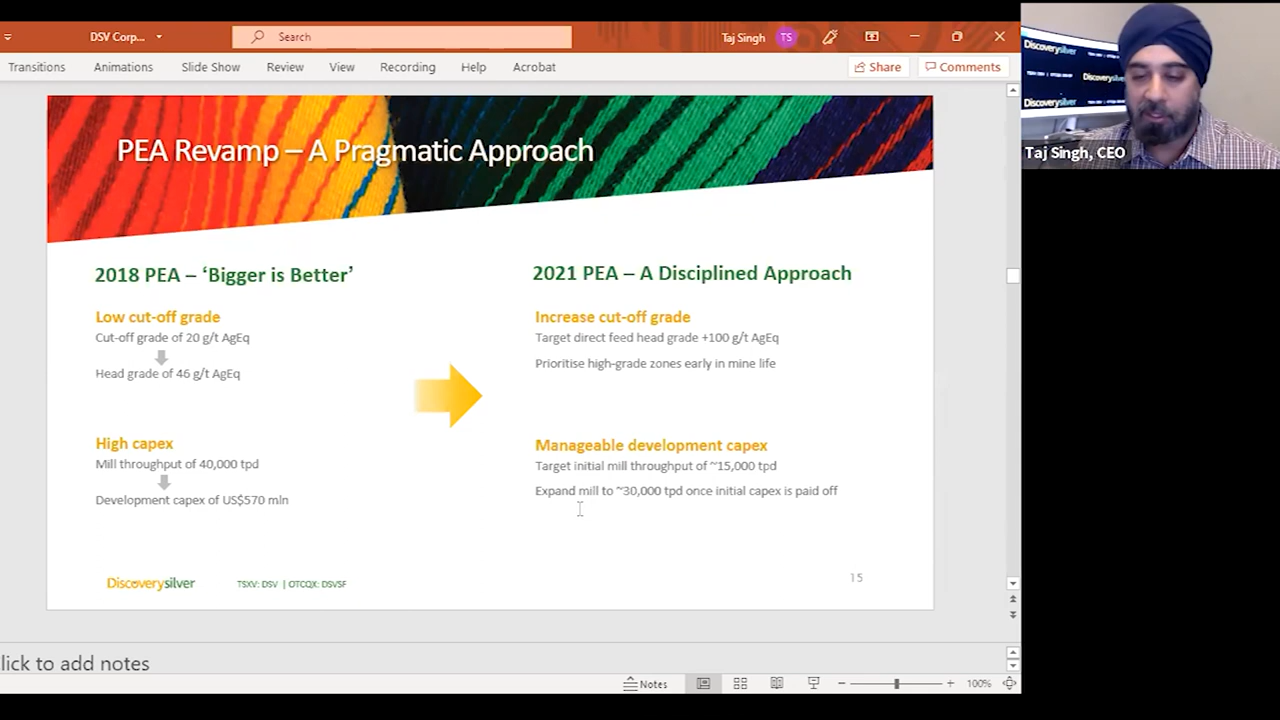 DSV Corp...
Search
Taj Singh
TS
Transitions
Animations
Slide Show
Review
View
Recording
Help
Acrobat
Share
Comments
PEA Revamp – A Pragmatic Approach
2018 PEA – ‘Bigger is Better’
Low cut-off grade
Cut-off grade of 20 g/t AgEq
Head grade of 46 g/t AgEq
High capex
Mill throughput of 40,000 tpd
Development capex of US$570 mln
2021 PEA – A Disciplined Approach
Increase cut-off grade
Target direct feed head grade +100 g/t AgEq
Prioritise high-grade zones early in mine life
Manageable development capex
Target initial mill throughput of ~15,000 tpd
Expand mill to ~30,000 tpd once initial capex is paid off
Discoverysilver
TSXV: DSV | OTCQX: DSVSF
15
lick to add notes
Notes
100%
Discoverysilver
Discoverysilver
Discoverysilver
Taj Singh, CEO